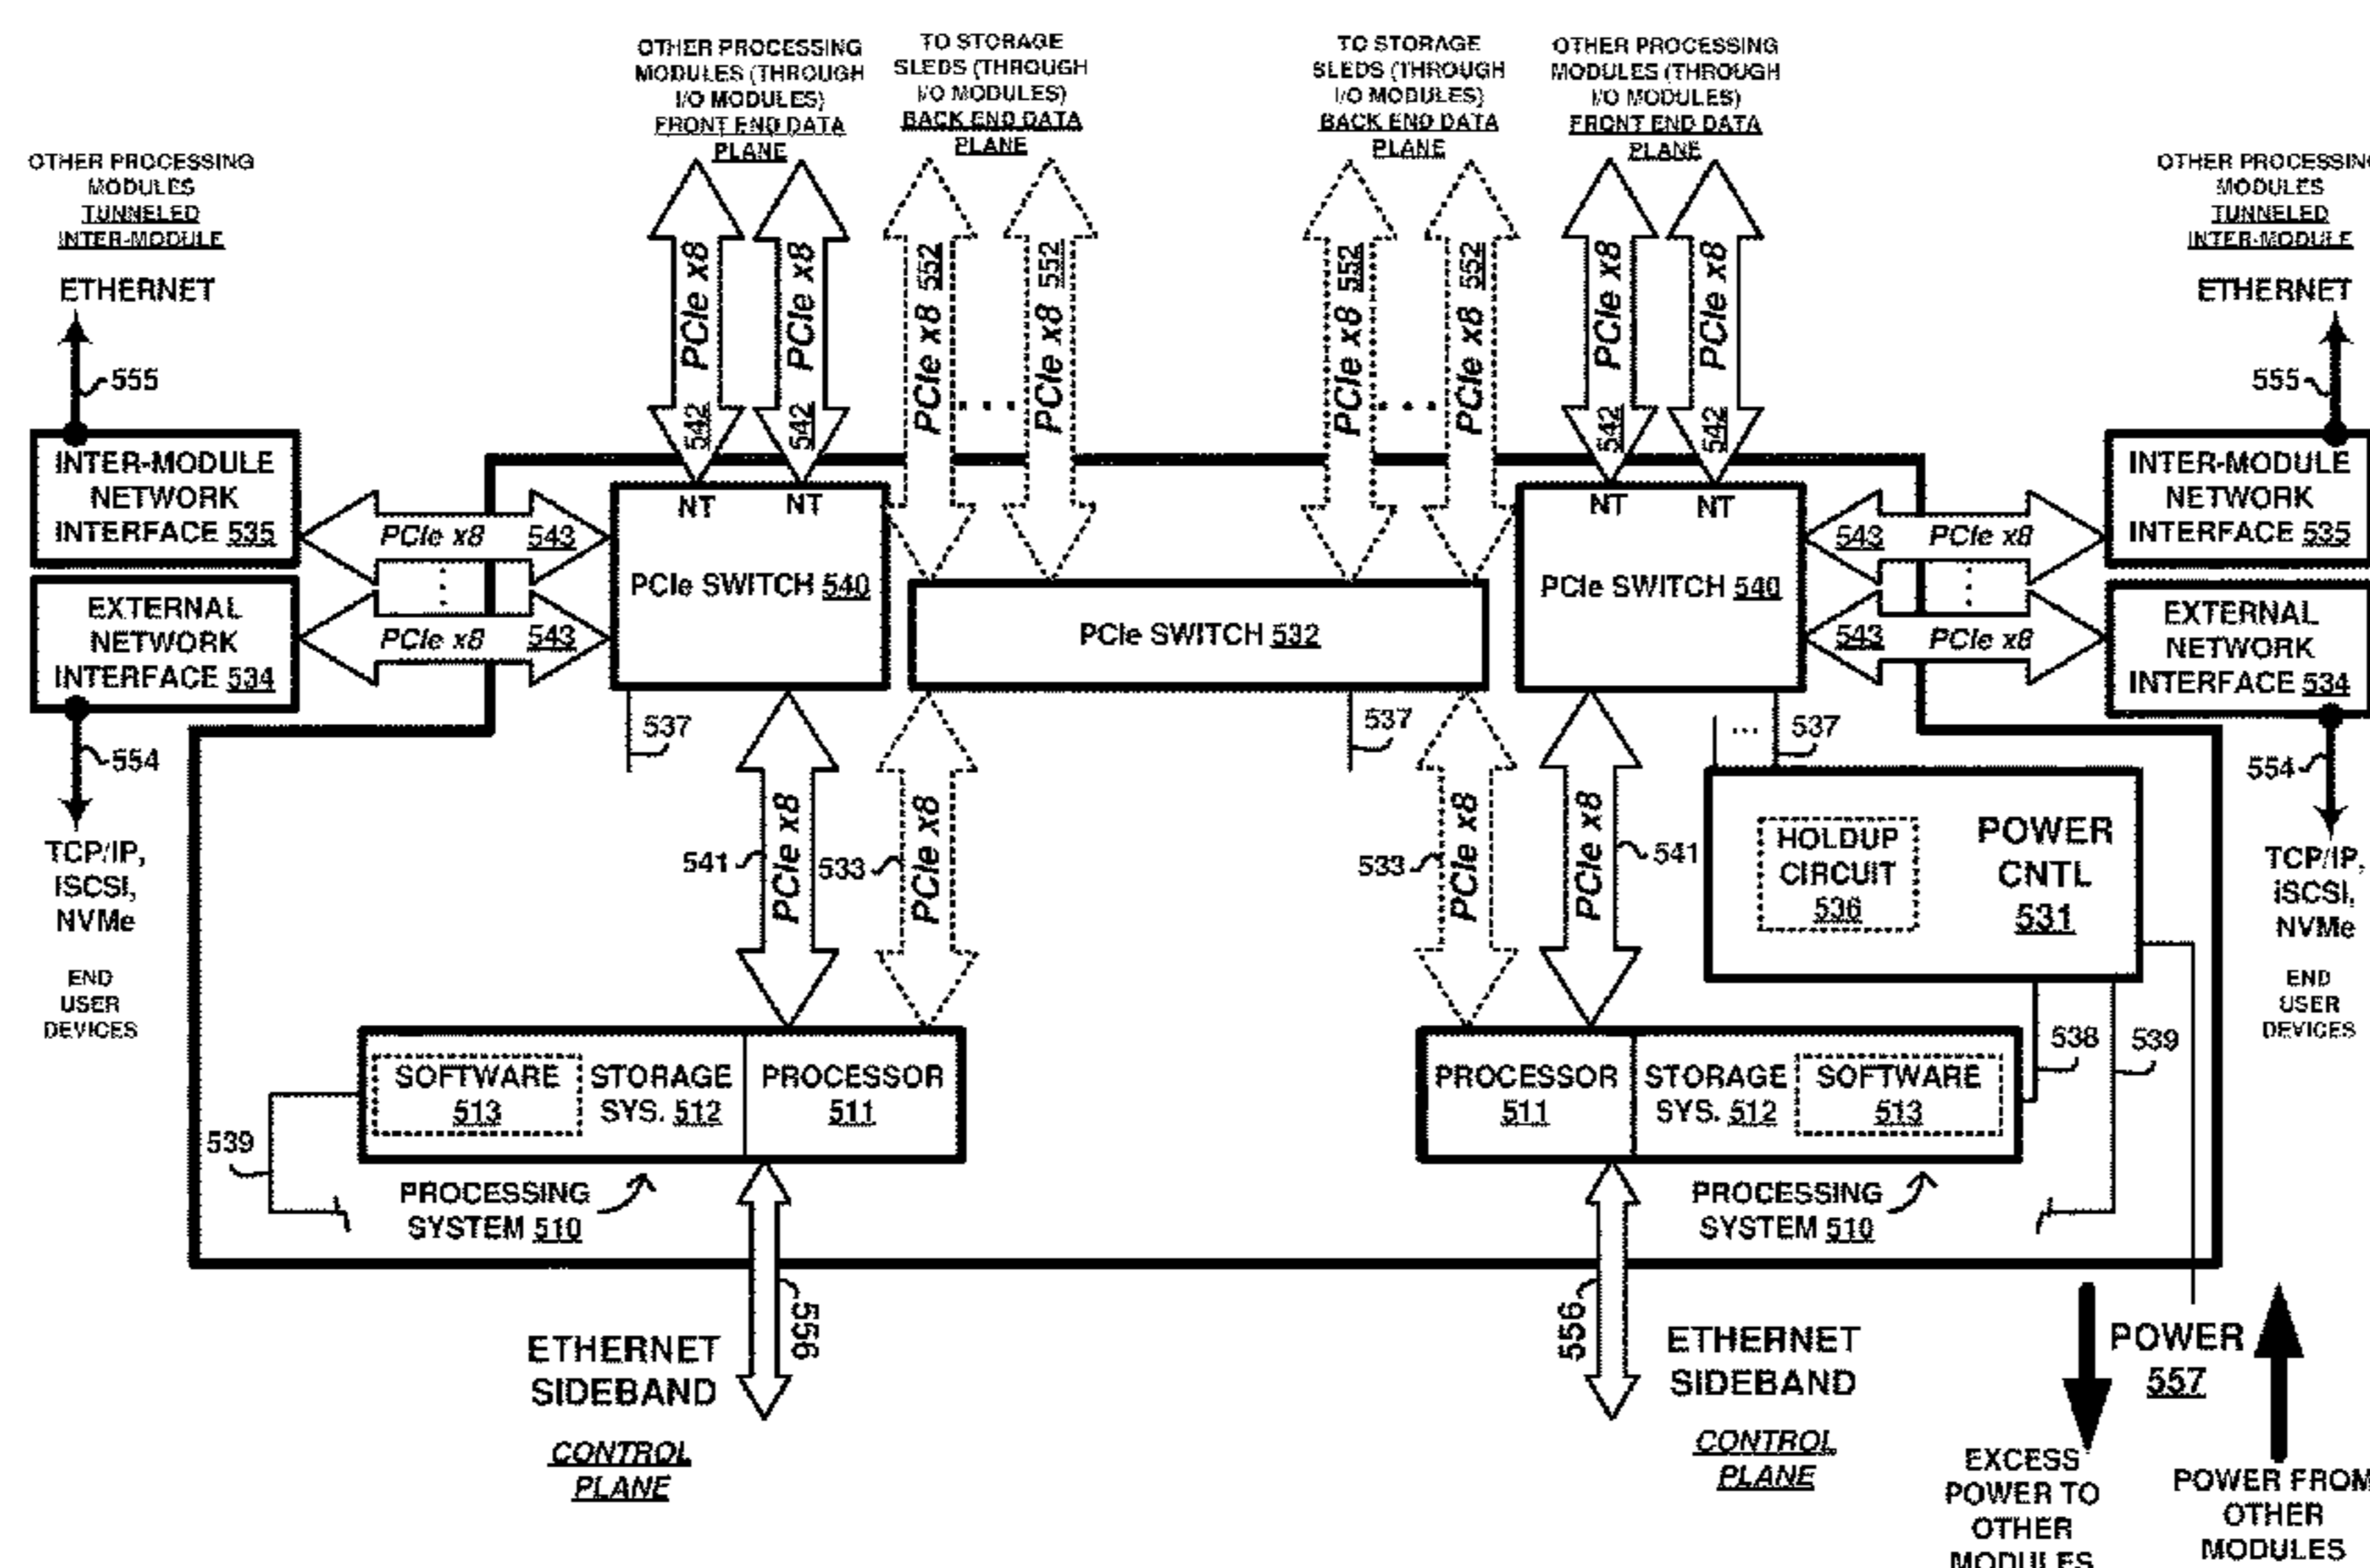 OTHER PROCESSING
MODULES (THROUGH
I/O MODULES)
FRONT END DATA
PLANE
TO STORAGE
SLEDS (THROUGH
I/O MODULES)
BACK END DATA
PLANE
TO STORAGE
SLEDS (THROUGH
I/O MODULES)
BACK END DATA
PLANE
OTHER PROCESSING
MODULES (THROUGH
I/O MODULES)
FRONT END DATA
PLANE
OTHER PROCESSING
MODULES
TUNNELED
INTER-MODULE
ETHERNET
555
OTHER PROCESSING
MODULES
TUNNELED
INTER-MODULE
ETHERNET
555
PCIe x8 542
PCIe x8 542
PCIe x8 552
...
PCIe x8 552
PCIe x8 552
...
PCIe x8 552
PCIe x8 542
PCIe x8 542
INTER-MODULE
NETWORK
INTERFACE 535
PCIe x8 543
EXTERNAL
NETWORK
INTERFACE 534
PCIe x8 543
NT NT
PCIe SWITCH 540
PCIe SWITCH 532
NT NT
PCIe SWITCH 540
543 PCIe x8
543 PCIe x8
INTER-MODULE
NETWORK
INTERFACE 535
EXTERNAL
NETWORK
INTERFACE 534
554
TCP/IP,
iSCSI,
NVMe
END
USER
DEVICES
537
541
PCIe x8
533
PCIe x8
537
533
PCIe x8
PCIe x8
541
...
537
HOLDUP
CIRCUIT
536
POWER
CNTL
531
554
TCP/IP,
iSCSI,
NVMe
END
USER
DEVICES
SOFTWARE
513
STORAGE
SYS. 512
PROCESSOR
511
539
PROCESSING
SYSTEM 510
PROCESSOR
511
STORAGE
SYS. 512
SOFTWARE
513
538
539
PROCESSING
SYSTEM 510
556
ETHERNET
SIDEBAND
CONTROL
PLANE
556
ETHERNET
SIDEBAND
CONTROL
PLANE
POWER
557
EXCESS
POWER TO
OTHER
MODULES
POWER FROM
OTHER
MODULES